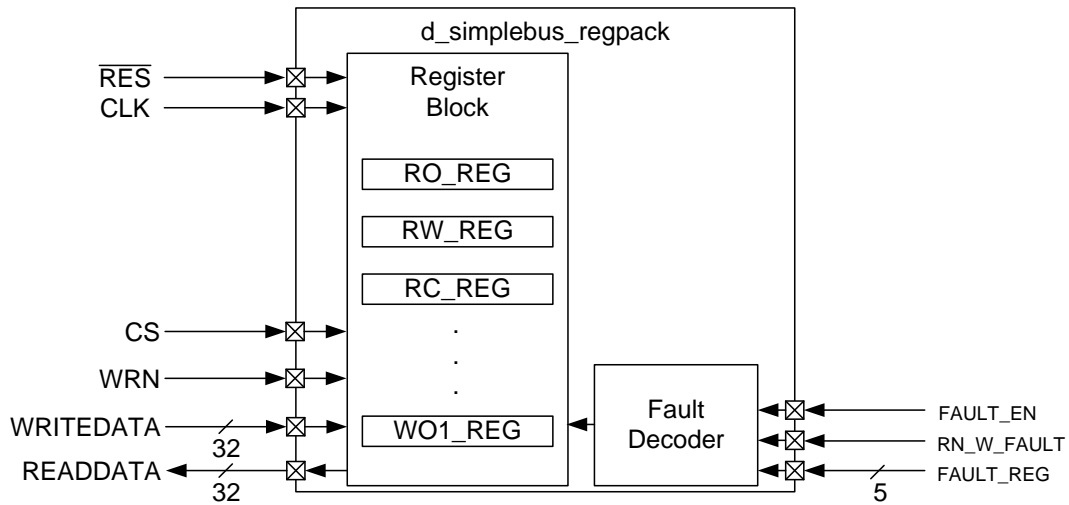 d_simplebus_regpack
RES
CLK
Register
Block
RO_REG
RW_REG
RC_REG
.
.
.
CS
WRN
WRITEDATA
32
READDATA
32
WO1_REG
Fault
Decoder
FAULT_EN
RN_W_FAULT
FAULT_REG
5